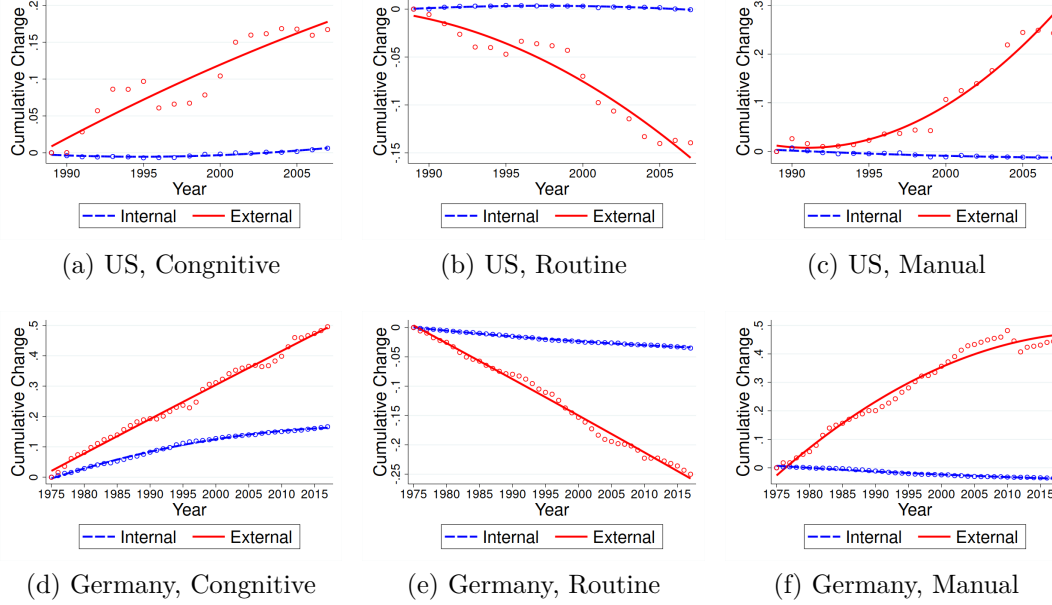 Cumulative Change
.2
.15
.1
.05
0
1990 1995 2000 2005
Year
Internal External
(a) US, Congnitive
Cumulative Change
0
-.05
-.1
-.15
1990 1995 2000 2005
Year
Internal External
(b) US, Routine
Cumulative Change
.3
.2
.1
0
1990 1995 2000 2005
Year
Internal External
(c) US, Manual
Cumulative Change
.5
.4
.3
.2
.1
0
1975 1980 1985 1990 1995 2000 2005 2010 2015
Year
Internal External
(d) Germany, Congnitive
Cumulative Change
0
-.05
-.1
-.15
-.2
-.25
1975 1980 1985 1990 1995 2000 2005 2010 2015
Year
Internal External
(e) Germany, Routine
Cumulative Change
.5
.4
.3
.2
.1
0
1975 1980 1985 1990 1995 2000 2005 2010 2015
Year
Internal External
(f) Germany, Manual